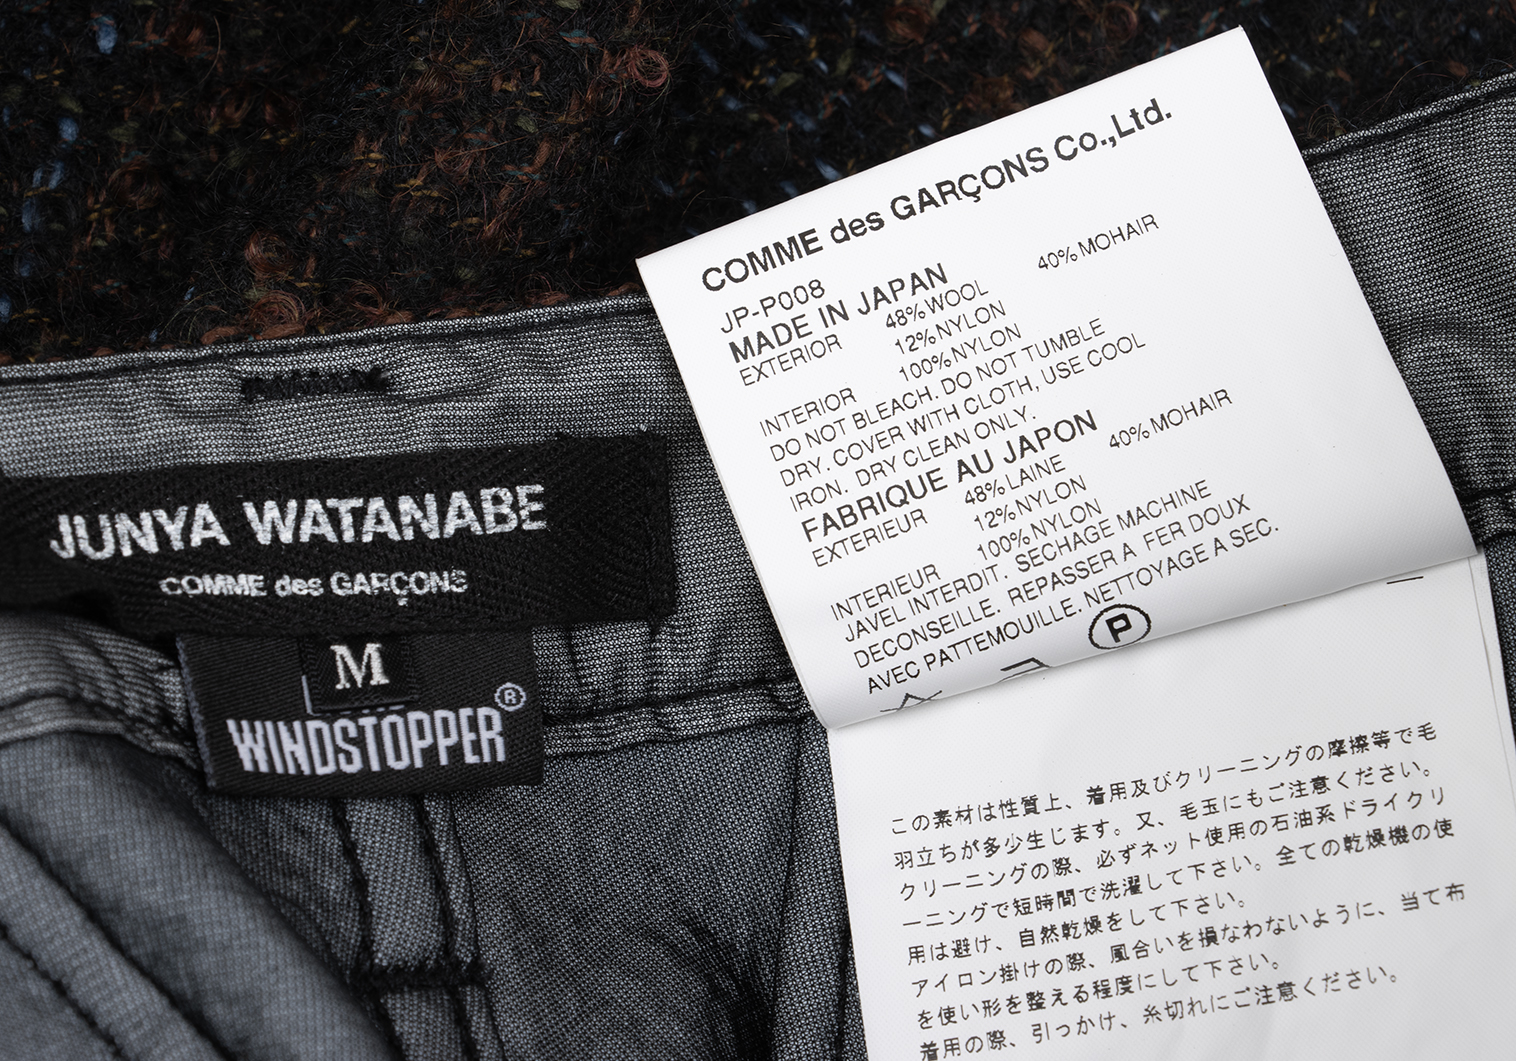 JUNYA WATANABE
COMME des GARÇONS
M
WINDSTOPPER®
COMME des GARÇONS Co.,Ltd.
JP-P008
MADE IN JAPAN
EXTERIOR 48% WOOL 40% MOHAIR
12% NYLON
INTERIOR 100% NYLON
DO NOT BLEACH. DO NOT TUMBLE
DRY. COVER WITH CLOTH, USE COOL
IRON. DRY CLEAN ONLY.
FABRIQUE AU JAPON
EXTERIEUR 48% LAINE 40% MOHAIR
12% NYLON
INTERIEUR 100% NYLON
JAVEL INTERDIT. SECHAGE MACHINE
DECONSEILLE. REPASSER A FER DOUX
AVEC PATTEMOUILLE. NETTOYAGE A SEC.
P
この素材は性質上、着用及びクリーニングの摩擦等で毛
羽立ちが多少生じます。又、毛玉にもご注意ください。
クリーニングの際、必ずネット使用の石油系ドライクリ
ーニングで短時間で洗濯して下さい。全ての乾燥機の使
用は避け、自然乾燥をして下さい。
アイロン掛けの際、風合いを損なわないように、当て布
を使い形を整える程度にして下さい。
着用の際、引っかけ、糸切れにご注意ください。